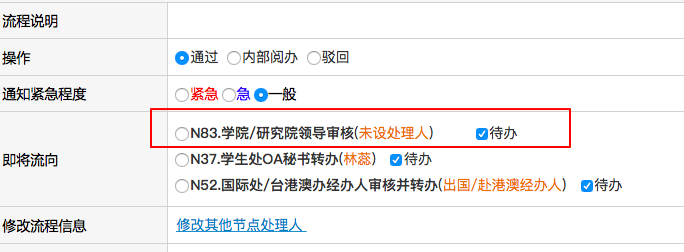 流程说明
操作 通过 内部阅办 驳回
通知紧急程度 紧急 急 一般
N83.学院/研究院领导审核(未设处理人) 待办
即将流向 N37.学生处OA秘书转办(林蕊) 待办
N52.国际处/台港澳办经办人审核并转办(出国/赴港澳经办人) 待办
修改流程信息 修改其他节点处理人